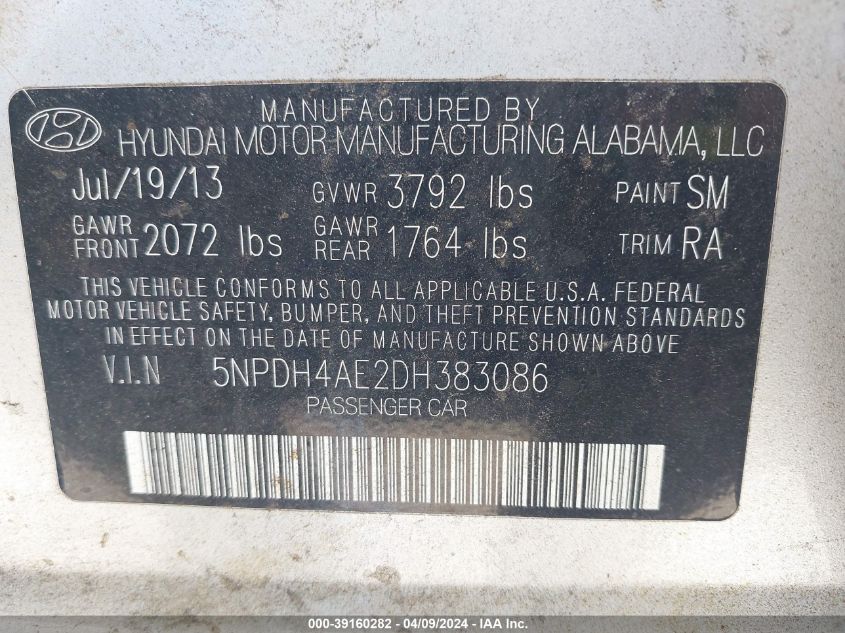 MANUFACTURED BY
HYUNDAI MOTOR MANUFACTURING ALABAMA, LLC
Jul/19/13 GVWR 3792 lbs PAINT SM
GAWR FRONT 2072 lbs GAWR REAR 1764 lbs TRIM RA
THIS VEHICLE CONFORMS TO ALL APPLICABLE U.S.A. FEDERAL
MOTOR VEHICLE SAFETY, BUMPER, AND THEFT PREVENTION STANDARDS
IN EFFECT ON THE DATE OF MANUFACTURE SHOWN ABOVE
V.I.N 5NPDH4AE2DH383086
PASSENGER CAR
000-39160282 - 04/09/2024 - IAA Inc.